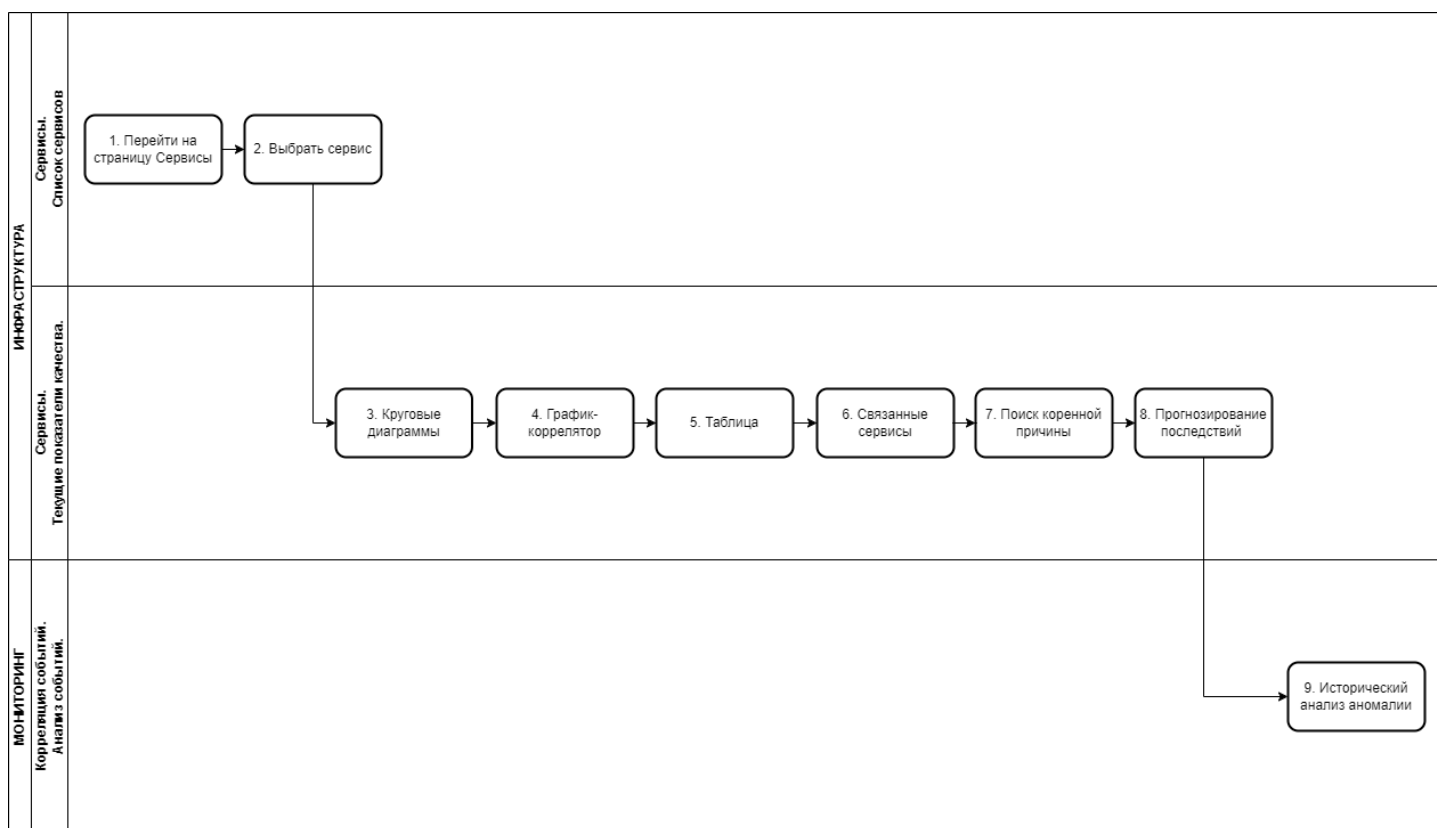 ИНФРАСТРУКТУРА
Сервисы.
Список сервисов
1. Перейти на
страницу Сервисы
2. Выбрать сервис
Сервисы.
Текущие показатели качества.
3. Круговые
диаграммы
4. График-
коррелятор
5. Таблица
6. Связанные
сервисы
7. Поиск коренной
причины
8. Прогнозирование
последствий
МОНИТОРИНГ
Корреляция событий.
Анализ событий.
9. Исторический
анализ аномалии